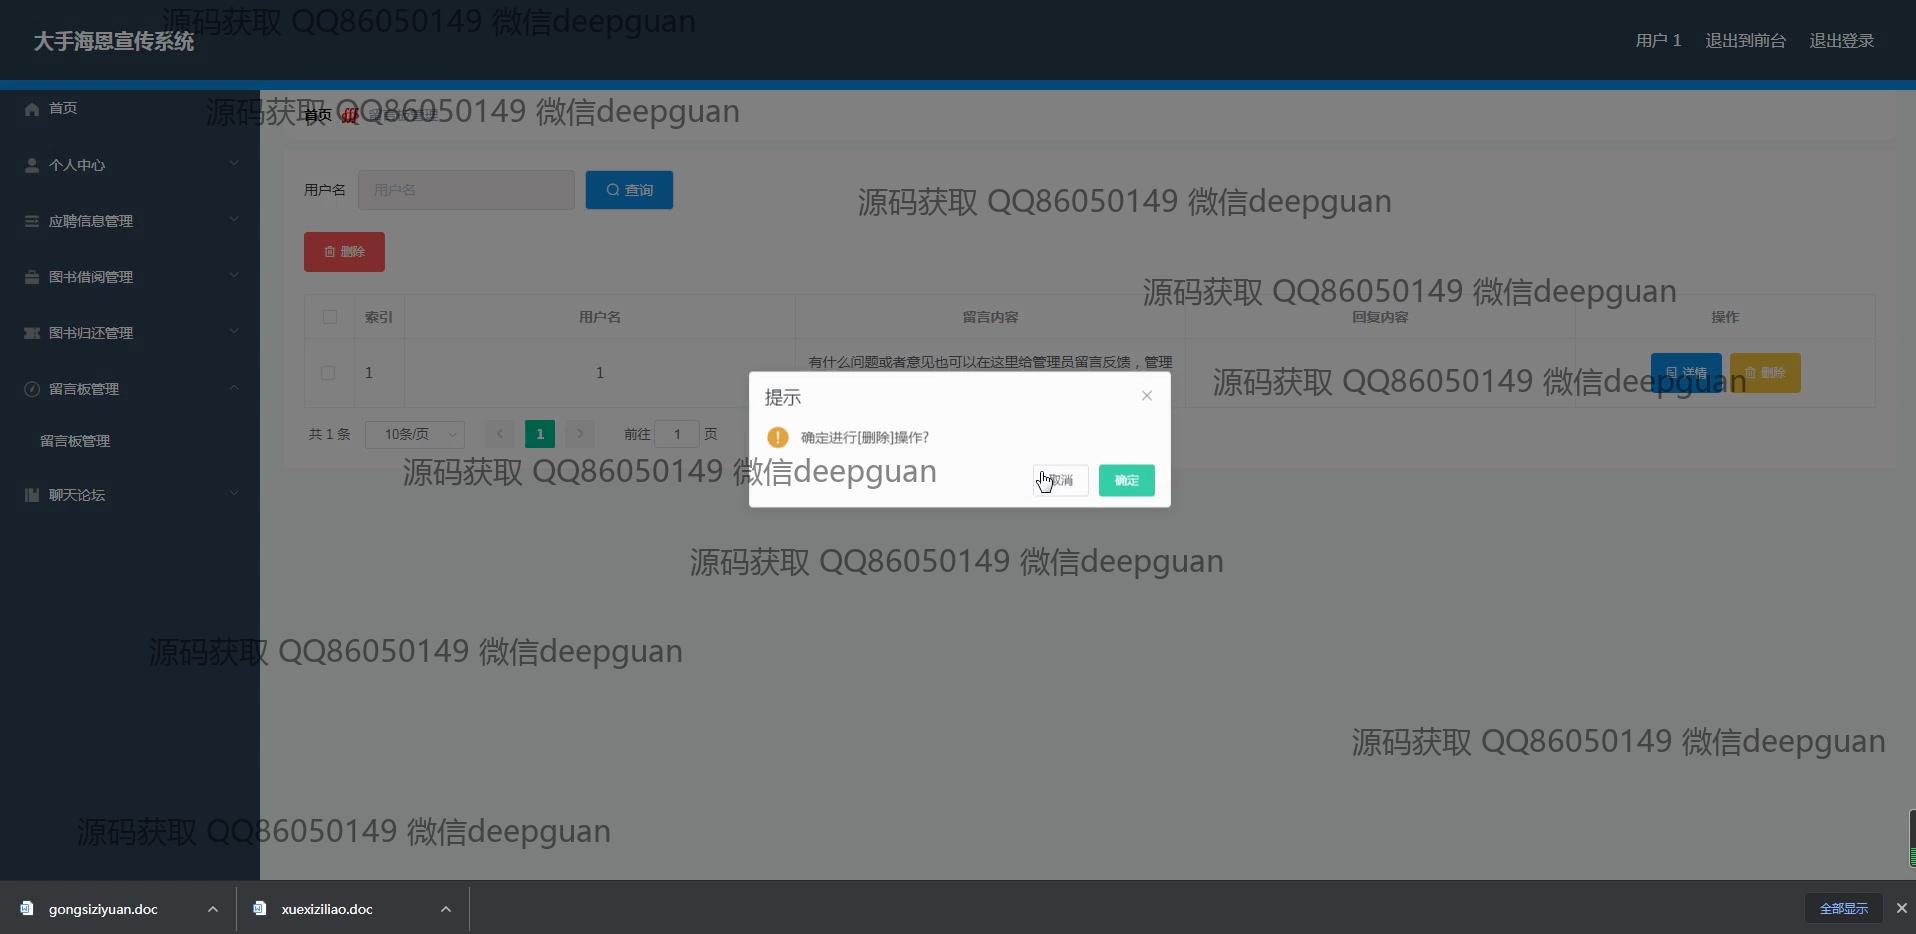 源码获取 QQ86050149 微信deepguan
大手海恩宣传系统
用户 1 退出到前台 退出登录
首页
源码获取 QQ86050149 微信deepguan
首页 留言板管理
个人中心
用户名 用户名 查询
源码获取 QQ86050149 微信deepguan
应聘信息管理
删除
图书借阅管理
源码获取 QQ86050149 微信deepguan
索引 用户名 留言内容 回复内容 操作
图书归还管理
有什么问题或者意见也可以在这里给管理员留言反馈，管理
1 1 详情 删除
源码获取 QQ86050149 微信deepguan
留言板管理
提示
共 1 条 10条/页 1 前往 1 页
确定进行[删除]操作?
留言板管理
源码获取 QQ86050149 微信deepguan
取消 确定
聊天论坛
源码获取 QQ86050149 微信deepguan
源码获取 QQ86050149 微信deepguan
源码获取 QQ86050149 微信deepguan
源码获取 QQ86050149 微信deepguan
gongsiziyuan.doc xuexiziliao.doc 全部显示